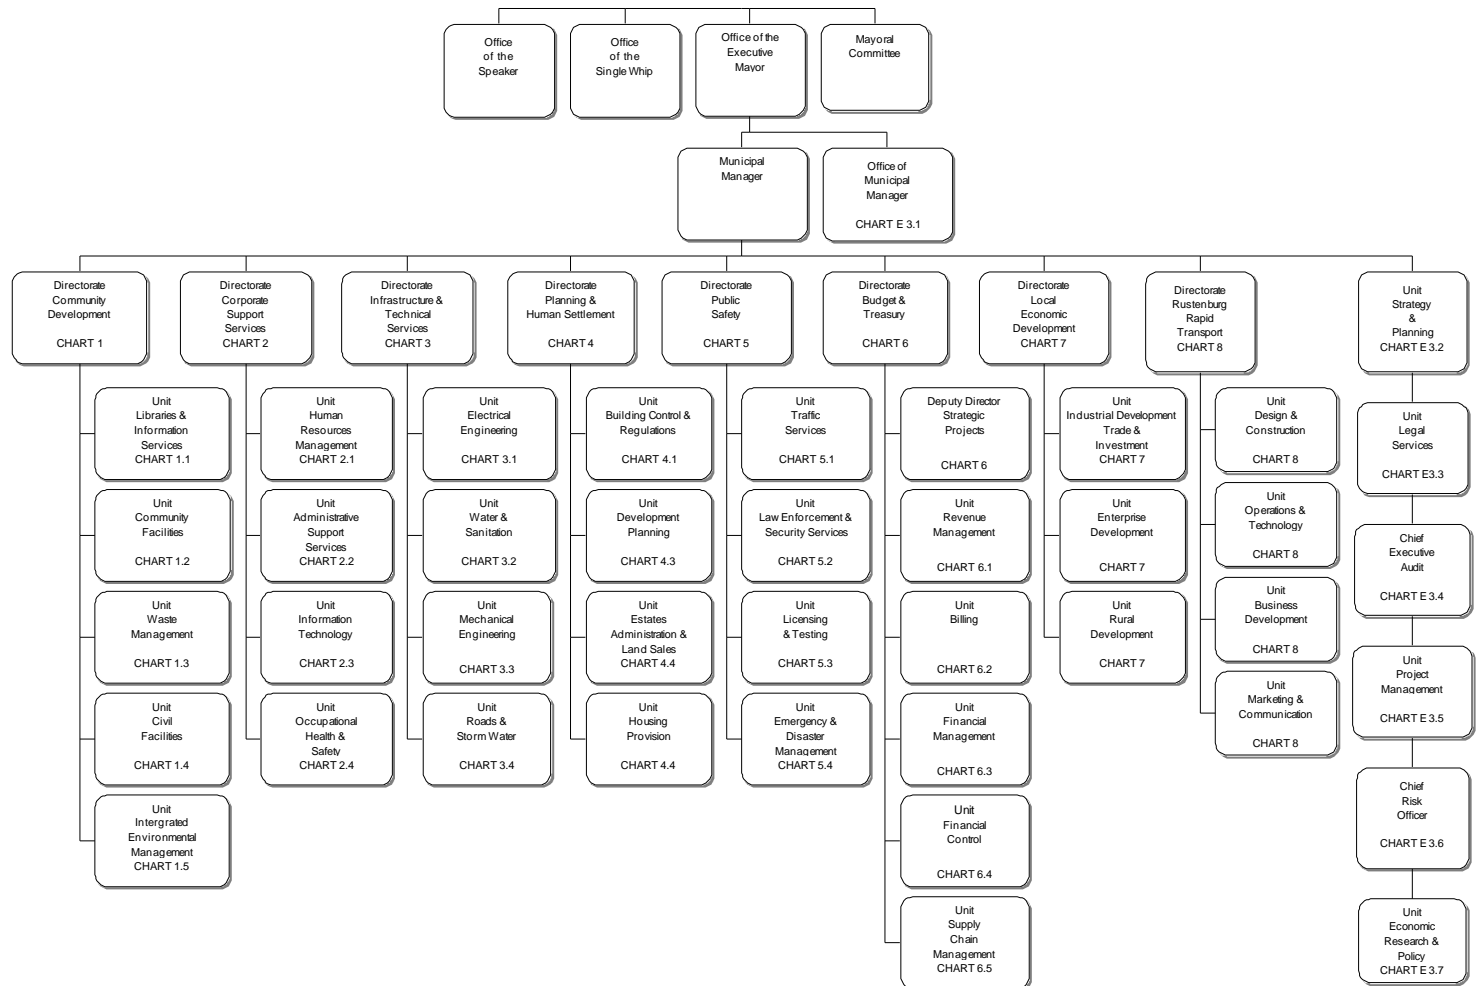 Office
of the
Speaker
Office
of the
Single Whip
Office of the
Executive
Mayor
Mayoral
Committee
Municipal
Manager
Office of
Municipal
Manager
CHART E 3.1
Directorate
Community
Development
CHART 1
Directorate
Corporate
Support
Services
CHART 2
Directorate
Infrastructure &
Technical
Services
CHART 3
Directorate
Planning &
Human Settlement
CHART 4
Directorate
Public
Safety
CHART 5
Directorate
Budget &
Treasury
CHART 6
Directorate
Local
Economic
Development
CHART 7
Directorate
Rustenburg
Rapid
Transport
CHART 8
Unit
Strategy
&
Planning
CHART E 3.2
Unit
Libraries &
Information
Services
CHART 1.1
Unit
Community
Facilities
CHART 1.2
Unit
Waste
Management
CHART 1.3
Unit
Civil
Facilities
CHART 1.4
Unit
Intergrated
Environmental
Management
CHART 1.5
Unit
Human
Resources
Management
CHART 2.1
Unit
Administrative
Support
Services
CHART 2.2
Unit
Information
Technology
CHART 2.3
Unit
Occupational
Health &
Safety
CHART 2.4
Unit
Electrical
Engineering
CHART 3.1
Unit
Water &
Sanitation
CHART 3.2
Unit
Mechanical
Engineering
CHART 3.3
Unit
Roads &
Storm Water
CHART 3.4
Unit
Building Control &
Regulations
CHART 4.1
Unit
Development
Planning
CHART 4.3
Unit
Estates
Administration &
Land Sales
CHART 4.4
Unit
Housing
Provision
CHART 4.4
Unit
Traffic
Services
CHART 5.1
Unit
Law Enforcement &
Security Services
CHART 5.2
Unit
Licensing
& Testing
CHART 5.3
Unit
Emergency &
Disaster
Management
CHART 5.4
Deputy Director
Strategic
Projects
CHART 6
Unit
Revenue
Management
CHART 6.1
Unit
Billing
CHART 6.2
Unit
Financial
Management
CHART 6.3
Unit
Financial
Control
CHART 6.4
Unit
Supply
Chain
Management
CHART 6.5
Unit
Industrial Development
Trade &
Investment
CHART 7
Unit
Enterprise
Development
CHART 7
Unit
Rural
Development
CHART 7
Unit
Design &
Construction
CHART 8
Unit
Operations &
Technology
CHART 8
Unit
Business
Development
CHART 8
Unit
Marketing &
Communication
CHART 8
Unit
Legal
Services
CHART E3.3
Chief
Executive
Audit
CHART E 3.4
Unit
Project
Management
CHART E 3.5
Chief
Risk
Officer
CHART E 3.6
Unit
Economic
Research &
Policy
CHART E 3.7